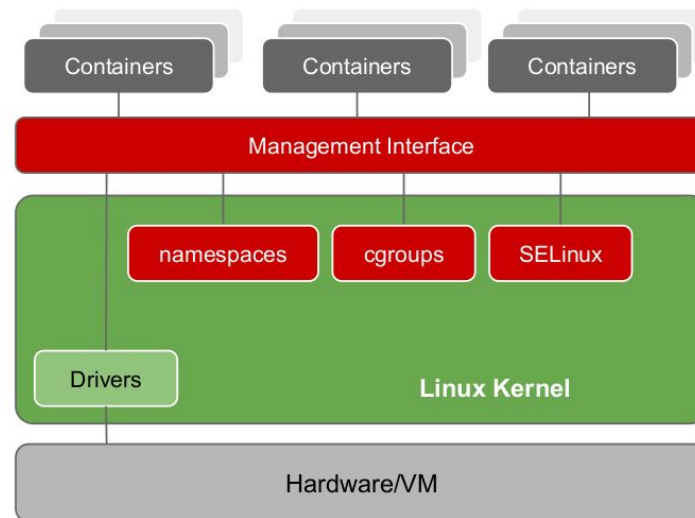 Containers
Containers
Containers
Management Interface
namespaces
cgroups
SELinux
Drivers
Linux Kernel
Hardware/VM